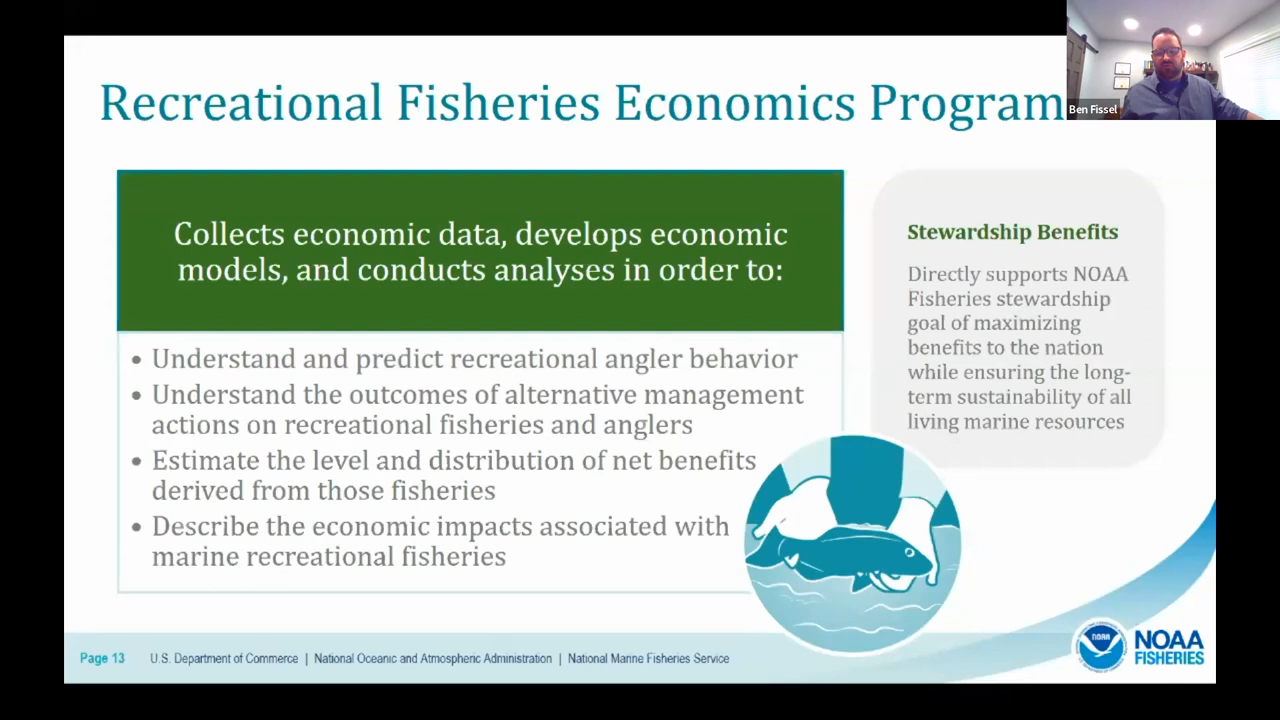 Recreational Fisheries Economics Program
Ben Fissel
Collects economic data, develops economic
models, and conducts analyses in order to:
• Understand and predict recreational angler behavior
• Understand the outcomes of alternative management
actions on recreational fisheries and anglers
• Estimate the level and distribution of net benefits
derived from those fisheries
• Describe the economic impacts associated with
marine recreational fisheries
Stewardship Benefits
Directly supports NOAA
Fisheries stewardship
goal of maximizing
benefits to the nation
while ensuring the long-
term sustainability of all
living marine resources
Page 13 U.S. Department of Commerce | National Oceanic and Atmospheric Administration | National Marine Fisheries Service
NOAA
NOAA
FISHERIES